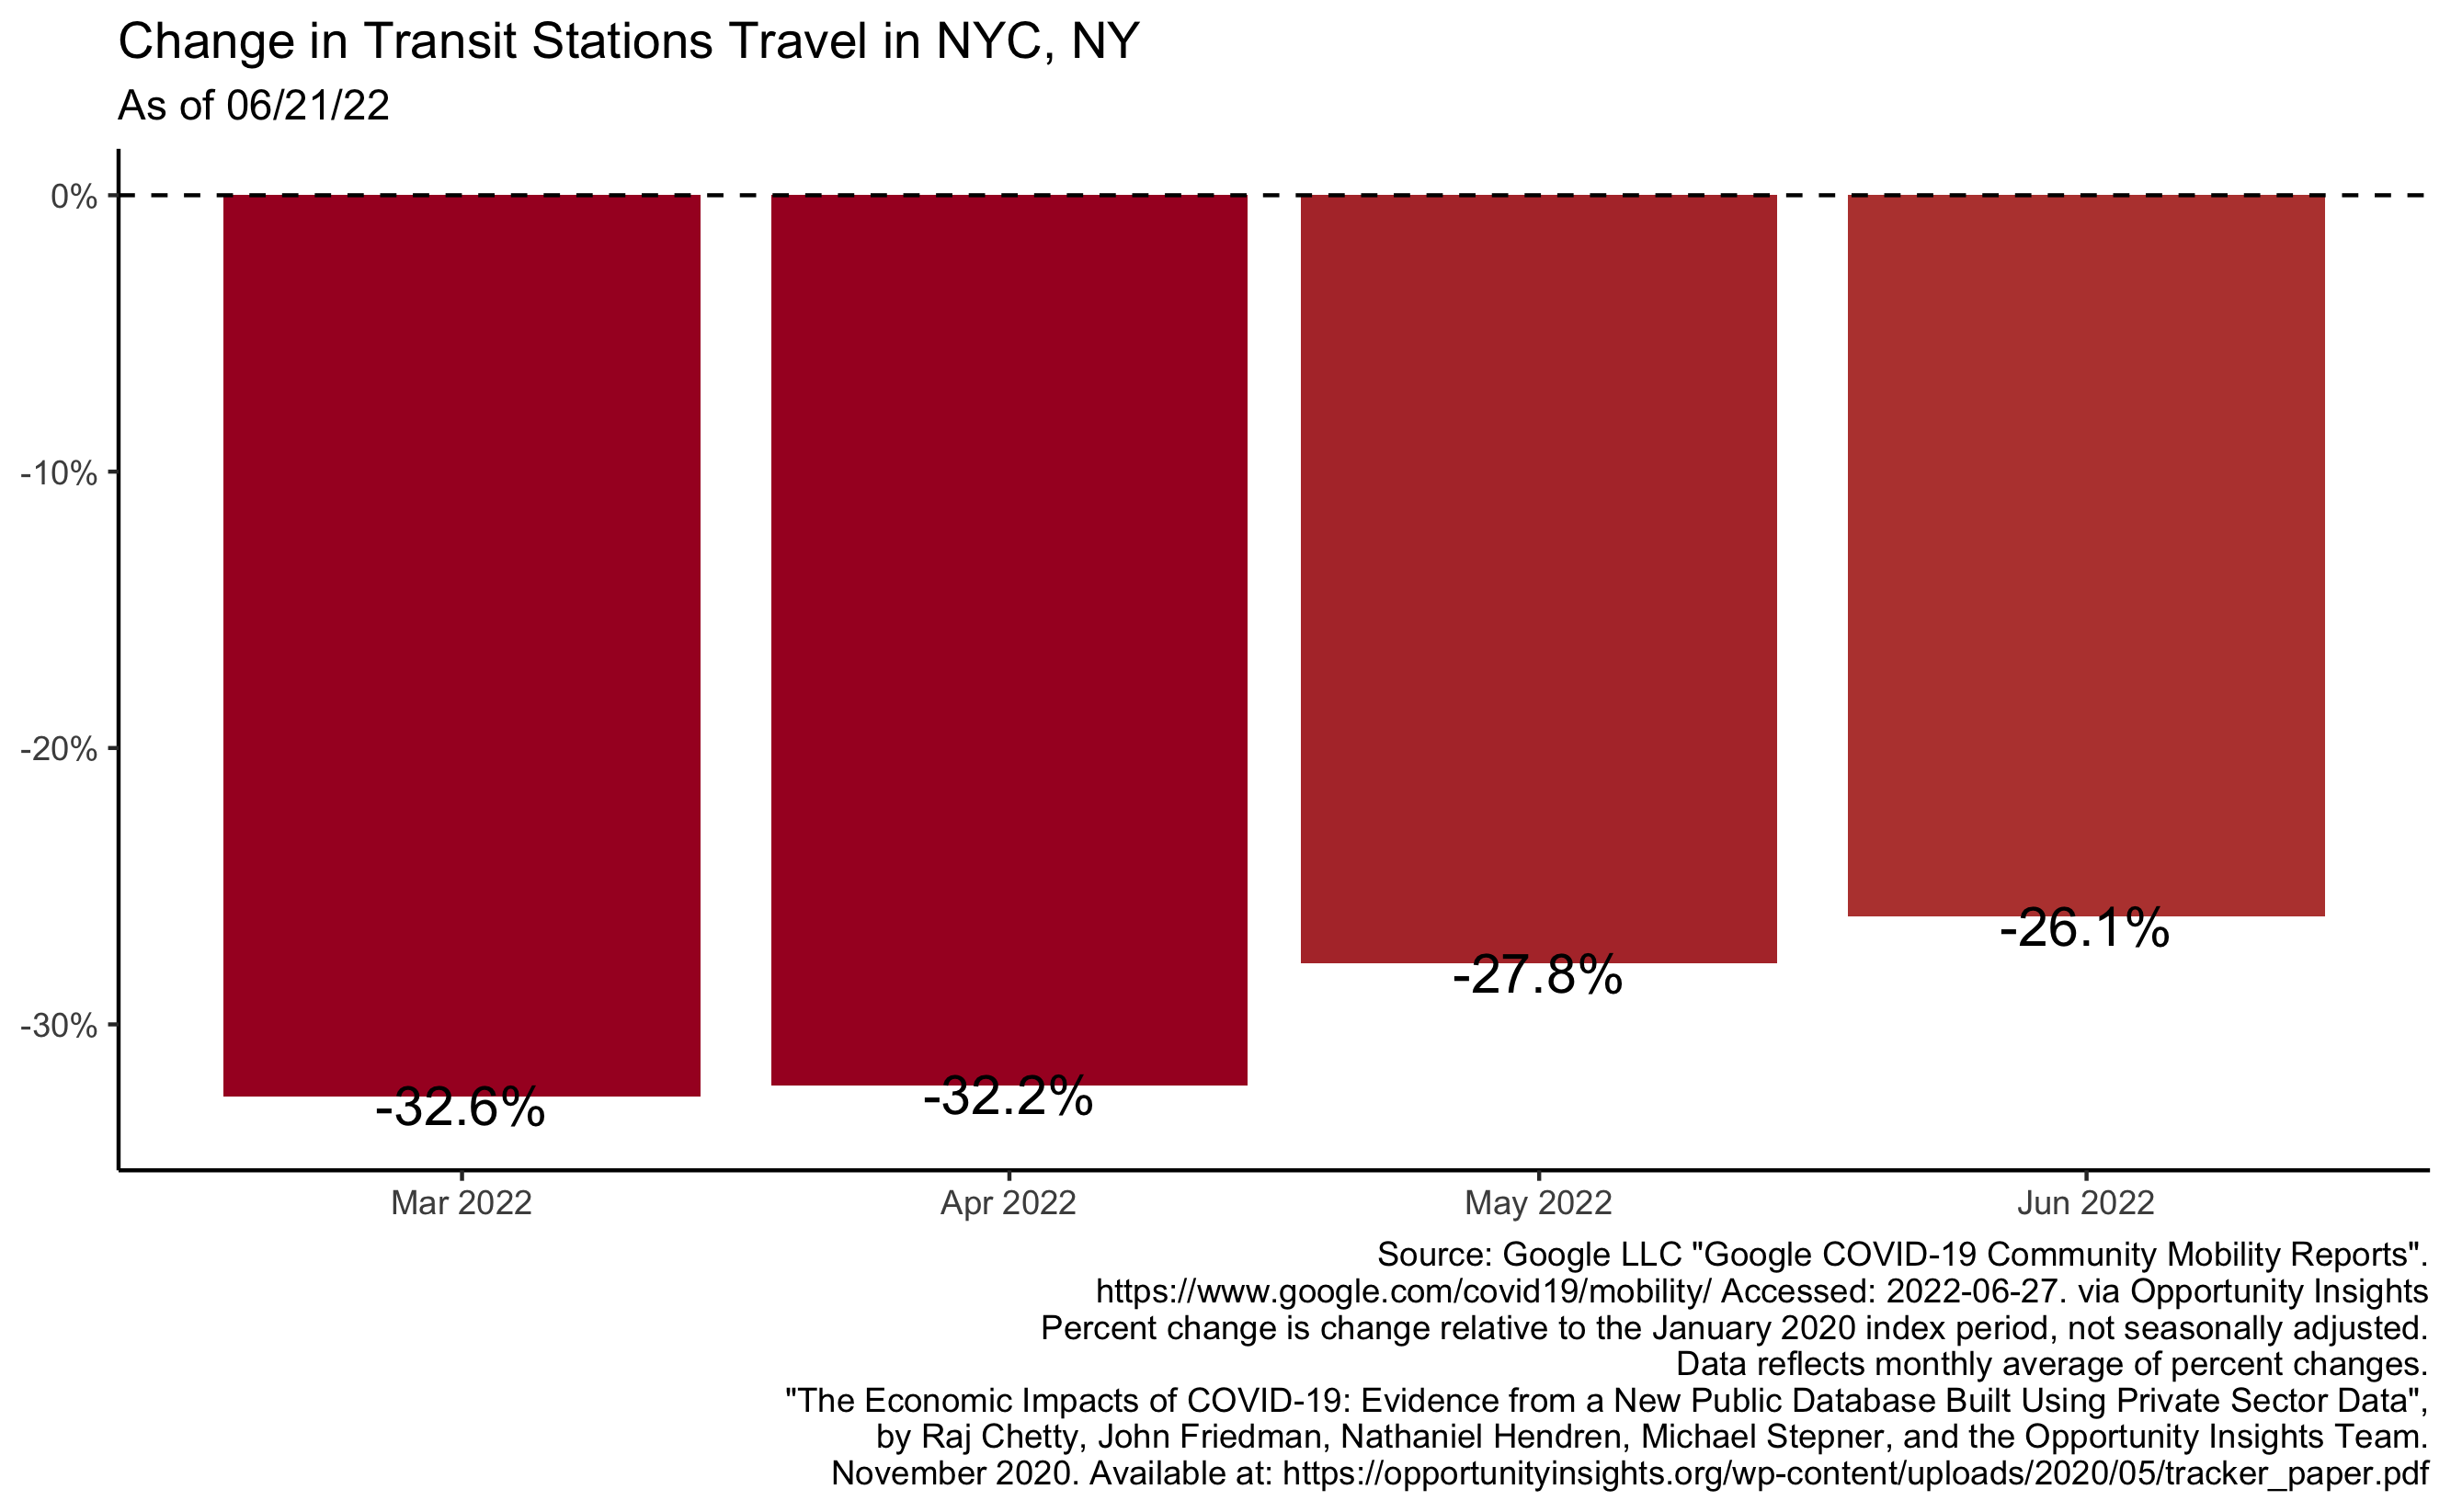 Change in Transit Stations Travel in NYC, NY
As of 06/21/22
0%
-10%
-20%
-30%
-32.6%
-32.2%
-27.8%
-26.1%
Mar 2022
Apr 2022
May 2022
Jun 2022
Source: Google LLC "Google COVID-19 Community Mobility Reports".
https://www.google.com/covid19/mobility/ Accessed: 2022-06-27. via Opportunity Insights
Percent change is change relative to the January 2020 index period, not seasonally adjusted.
Data reflects monthly average of percent changes.
"The Economic Impacts of COVID-19: Evidence from a New Public Database Built Using Private Sector Data",
by Raj Chetty, John Friedman, Nathaniel Hendren, Michael Stepner, and the Opportunity Insights Team.
November 2020. Available at: https://opportunityinsights.org/wp-content/uploads/2020/05/tracker_paper.pdf